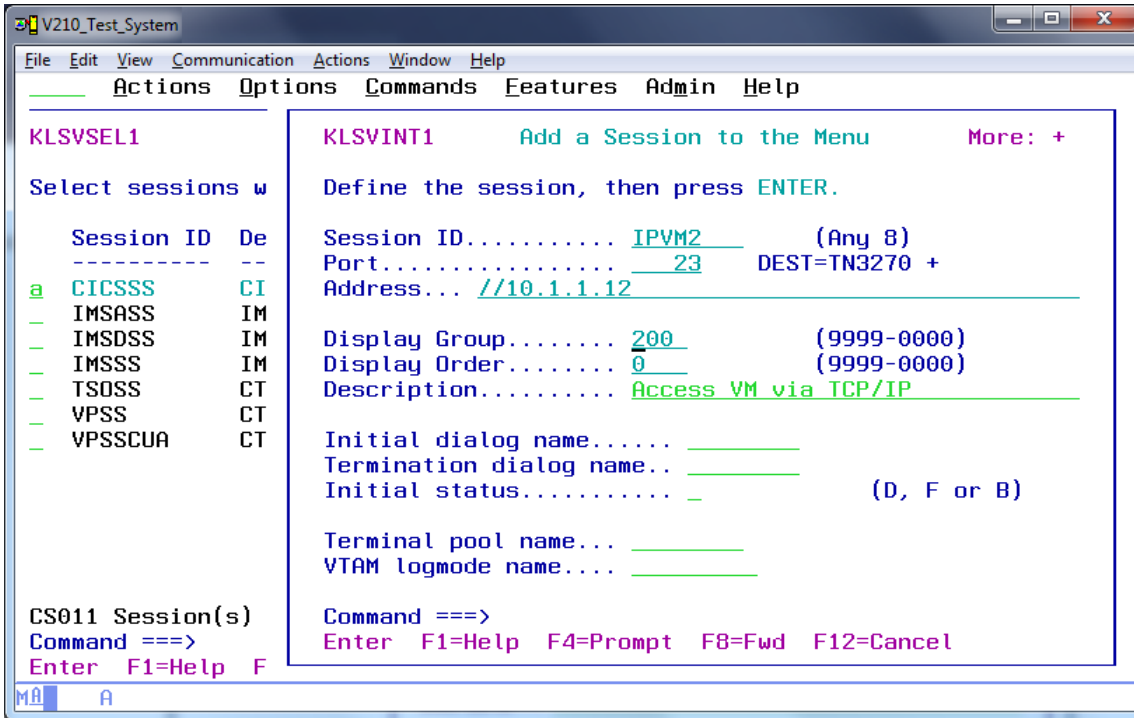 V210_Test_System
File Edit View Communication Actions Window Help
Actions Options Commands Features Admin Help
KLSVSEL1
Select sessions w
Session ID De
---------- --
a CICSSS CI
_ IMSASS IM
_ IMSDSS IM
_ IMSSS IM
_ TSOSS CT
_ VPSS CT
_ VPSSCUA CT
CS011 Session(s)
Command ===>
Enter F1=Help F
KLSVINT1 Add a Session to the Menu More: +
Define the session, then press ENTER.
Session ID........... IPVM2 (Any 8)
Port................. 23 DEST=TN3270 +
Address... //10.1.1.12
Display Group........ 200 (9999-0000)
Display Order........ 0 (9999-0000)
Description.......... Access VM via TCP/IP
Initial dialog name...... ________
Termination dialog name.. ________
Initial status........... _ (D, F or B)
Terminal pool name... ________
VTAM logmode name.... _________
Command ===>
Enter F1=Help F4=Prompt F8=Fwd F12=Cancel
MA A